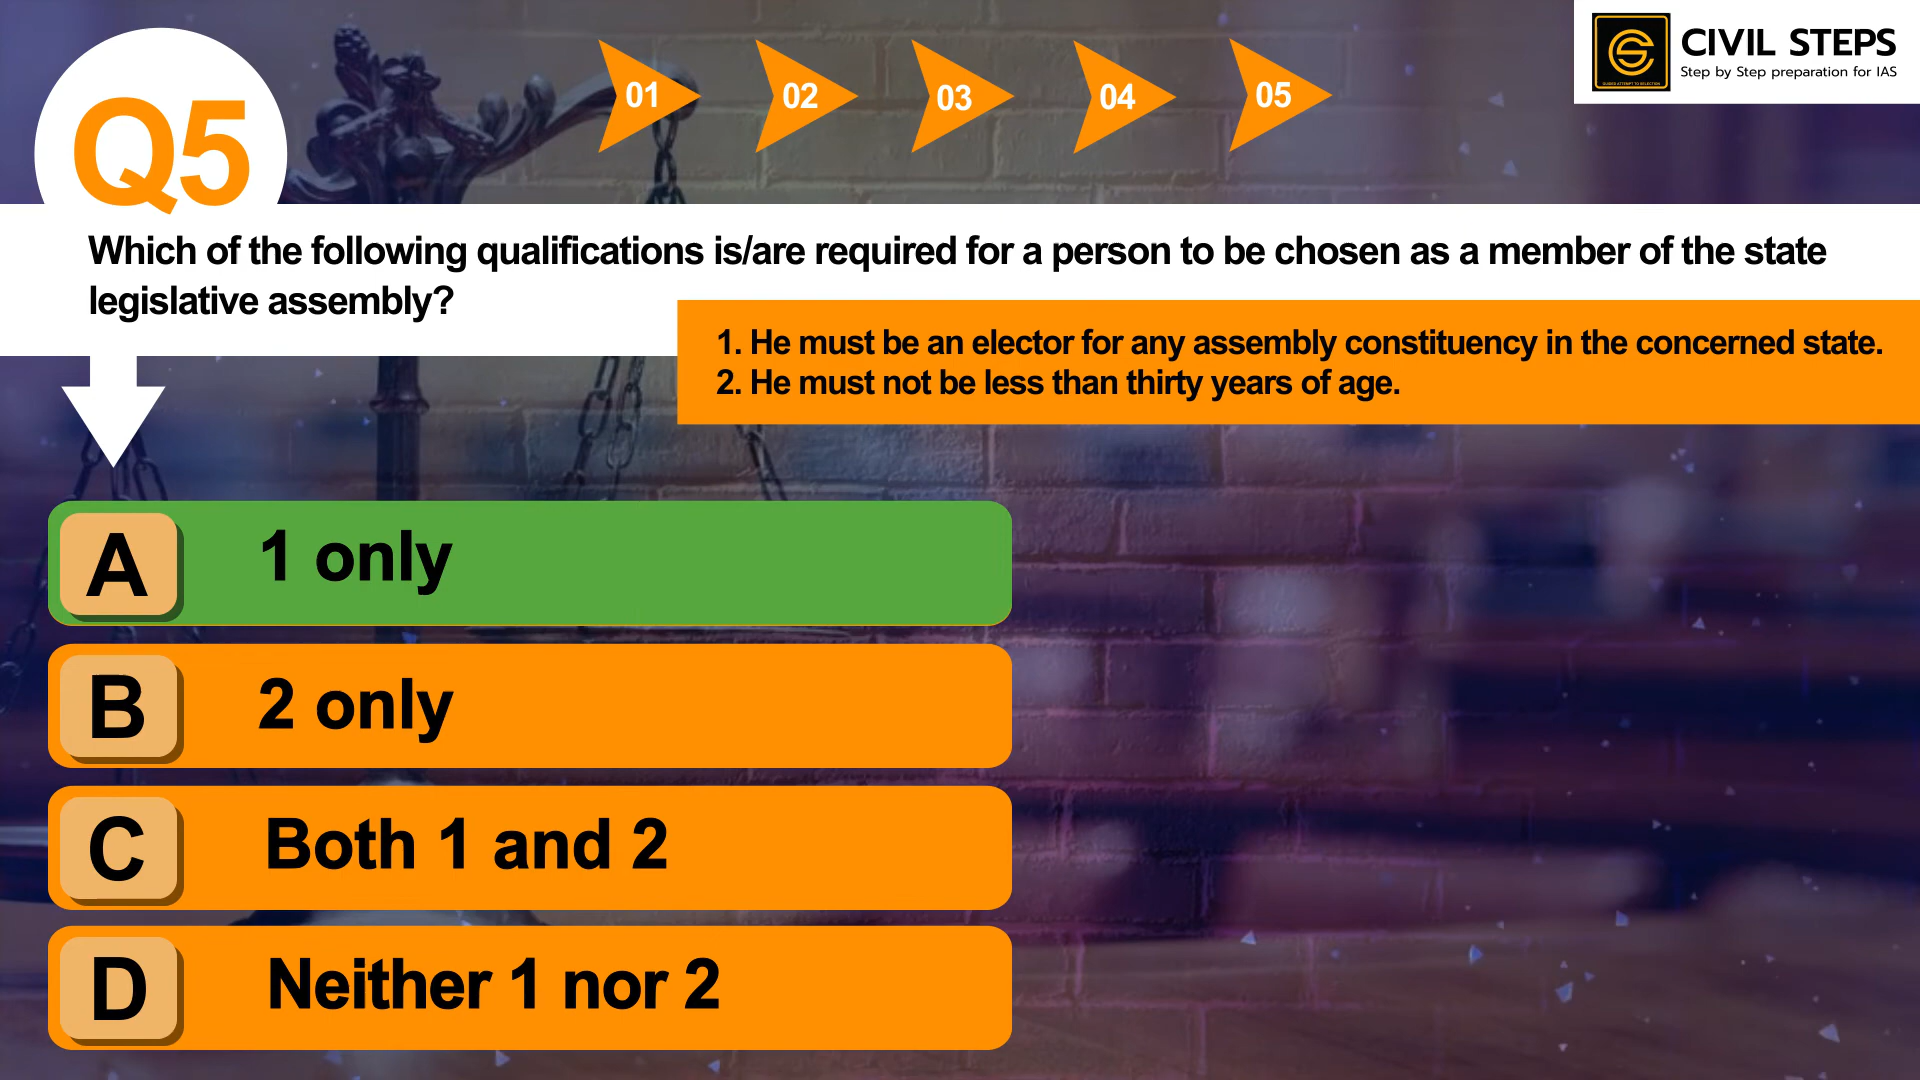 Q5
01
02
03
04
05
CIVIL STEPS
Step by Step preparation for IAS
Which of the following qualifications is/are required for a person to be chosen as a member of the state
legislative assembly?
1. He must be an elector for any assembly constituency in the concerned state.
2. He must not be less than thirty years of age.
A
1 only
B
2 only
C
Both 1 and 2
D
Neither 1 nor 2